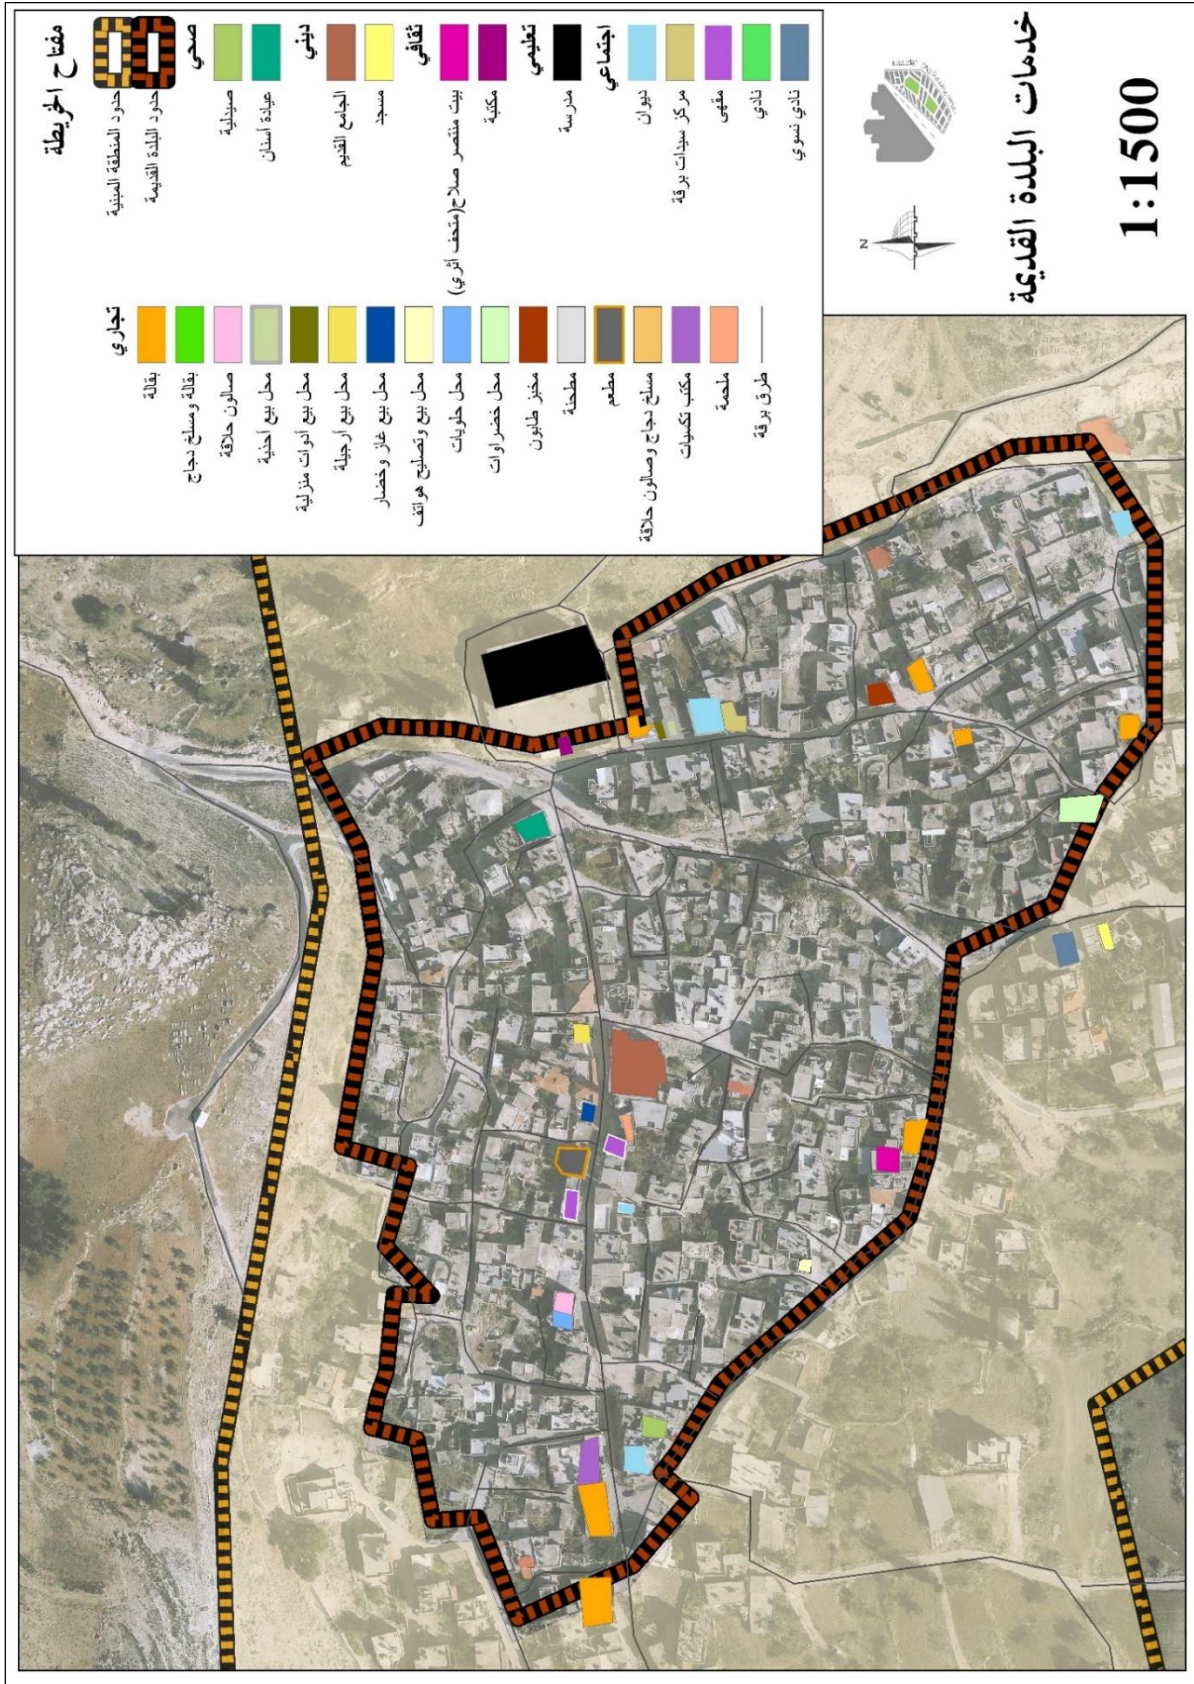 مفتاح الخريطة
حدود المنطقة المبنية
حدود البلدة القديمة
صحي
صيدلية
عيادة أسنان
ديني
الجامع القديم
مسجد
ثقافي
بيت منتصر صلاح(متحف أثري)
مكتبة
تعليمي
مدرسة
اجتماعي
ديوان
مركز سيدات برقة
مقهى
نادي
نادي نسوي
تجاري
بقالة
بقالة ومسلخ دجاج
صالون حلاقة
محل بيع أحذية
محل بيع أدوات منزلية
محل بيع أرجيلة
محل بيع غاز وخضار
محل بيع وتصليح هواتف
محل حلويات
محل خضراوات
مخبز طابون
مطحنة
مطعم
مسلخ دجاج وصالون حلاقة
مكتب تكسيات
ملحمة
طرق برقة
N
خدمات البلدة القديمة
1:1500